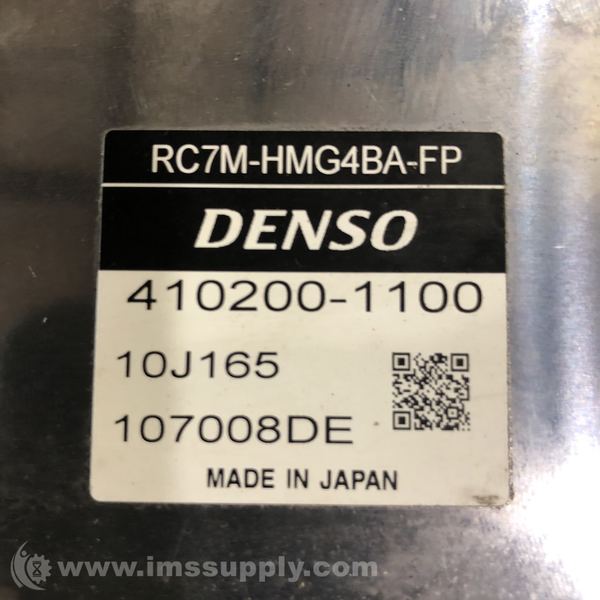 RC7M-HMG4BA-FP
DENSO
410200-1100
10J165
107008DE
MADE IN JAPAN
© www.imssupply.com